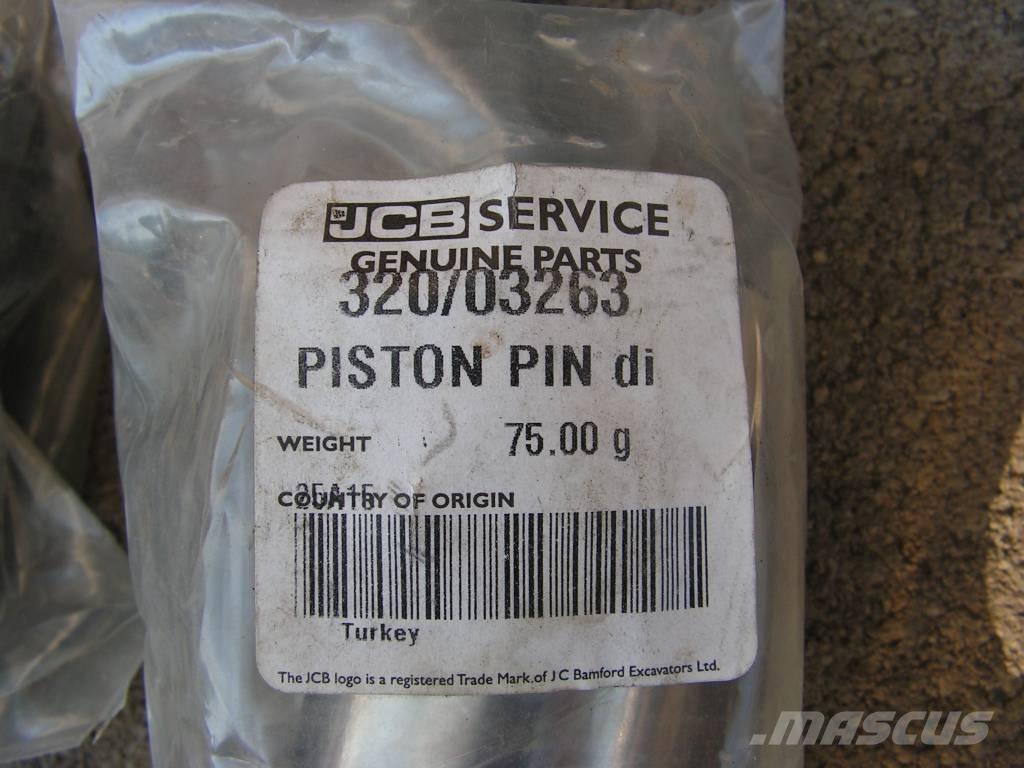 JCB SERVICE
GENUINE PARTS
320/03263
PISTON PIN di
WEIGHT 75.00 g
COUNTRY OF ORIGIN
Turkey
The JCB logo is a registered Trade Mark of J C Bamford Excavators Ltd.
MASCUS